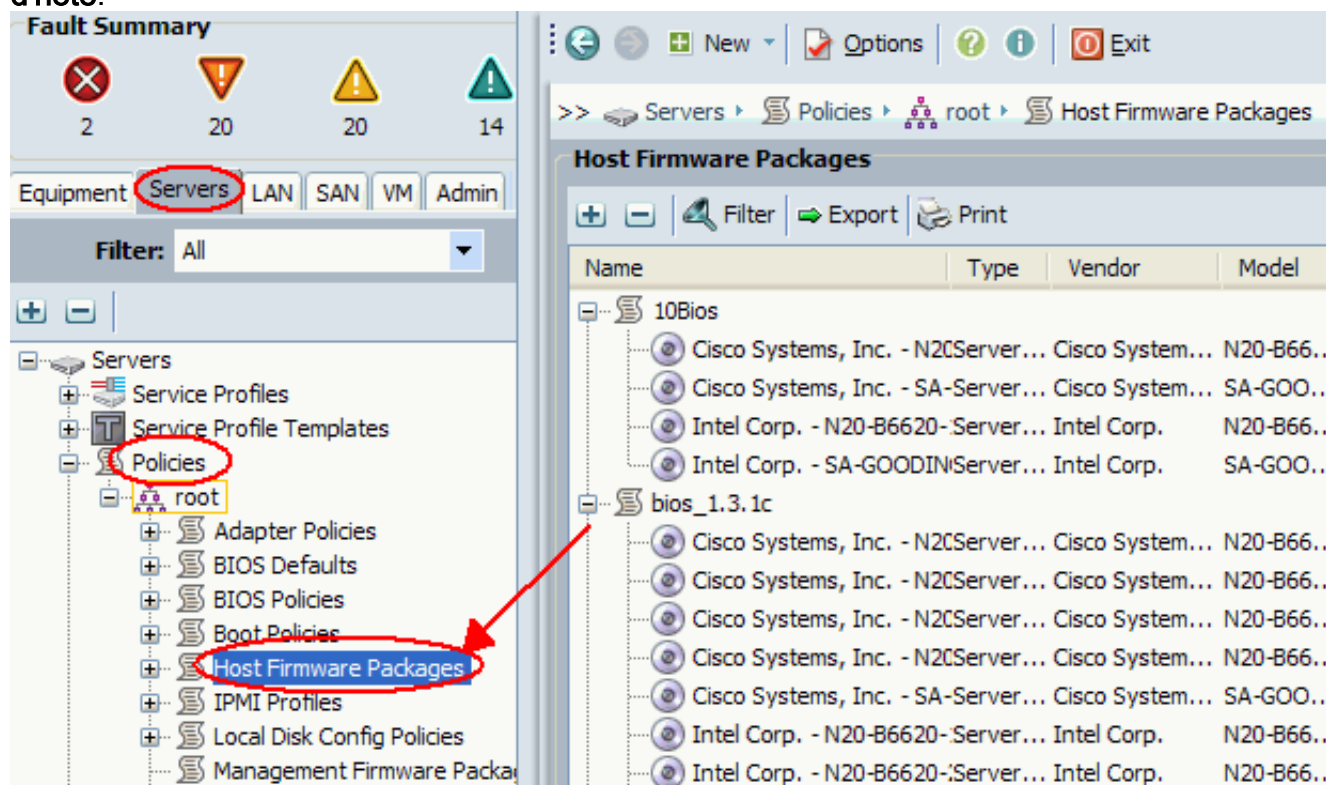 d'hôte.
Fault Summary
2 20 20 14
Equipment Servers LAN SAN VM Admin
Filter: All
Servers
Service Profiles
Service Profile Templates
Policies
root
Adapter Policies
BIOS Defaults
BIOS Policies
Boot Policies
Host Firmware Packages
IPMI Profiles
Local Disk Config Policies
Management Firmware Packa
New Options Exit
>> Servers Policies root Host Firmware Packages
Host Firmware Packages
Filter Export Print
Name Type Vendor Model
10Bios
Cisco Systems, Inc. - N20 Server... Cisco System... N20-B66..
Cisco Systems, Inc. - SA- Server... Cisco System... SA-GOO..
Intel Corp. - N20-B6620- Server... Intel Corp. N20-B66..
Intel Corp. - SA-GOODIN Server... Intel Corp. SA-GOO..
bios_1.3.1c
Cisco Systems, Inc. - N20 Server... Cisco System... N20-B66..
Cisco Systems, Inc. - N20 Server... Cisco System... N20-B66..
Cisco Systems, Inc. - N20 Server... Cisco System... N20-B66..
Cisco Systems, Inc. - N20 Server... Cisco System... N20-B66..
Cisco Systems, Inc. - SA- Server... Cisco System... SA-GOO..
Intel Corp. - N20-B6620- Server... Intel Corp. N20-B66..
Intel Corp. - N20-B6620- Server... Intel Corp. N20-B66..